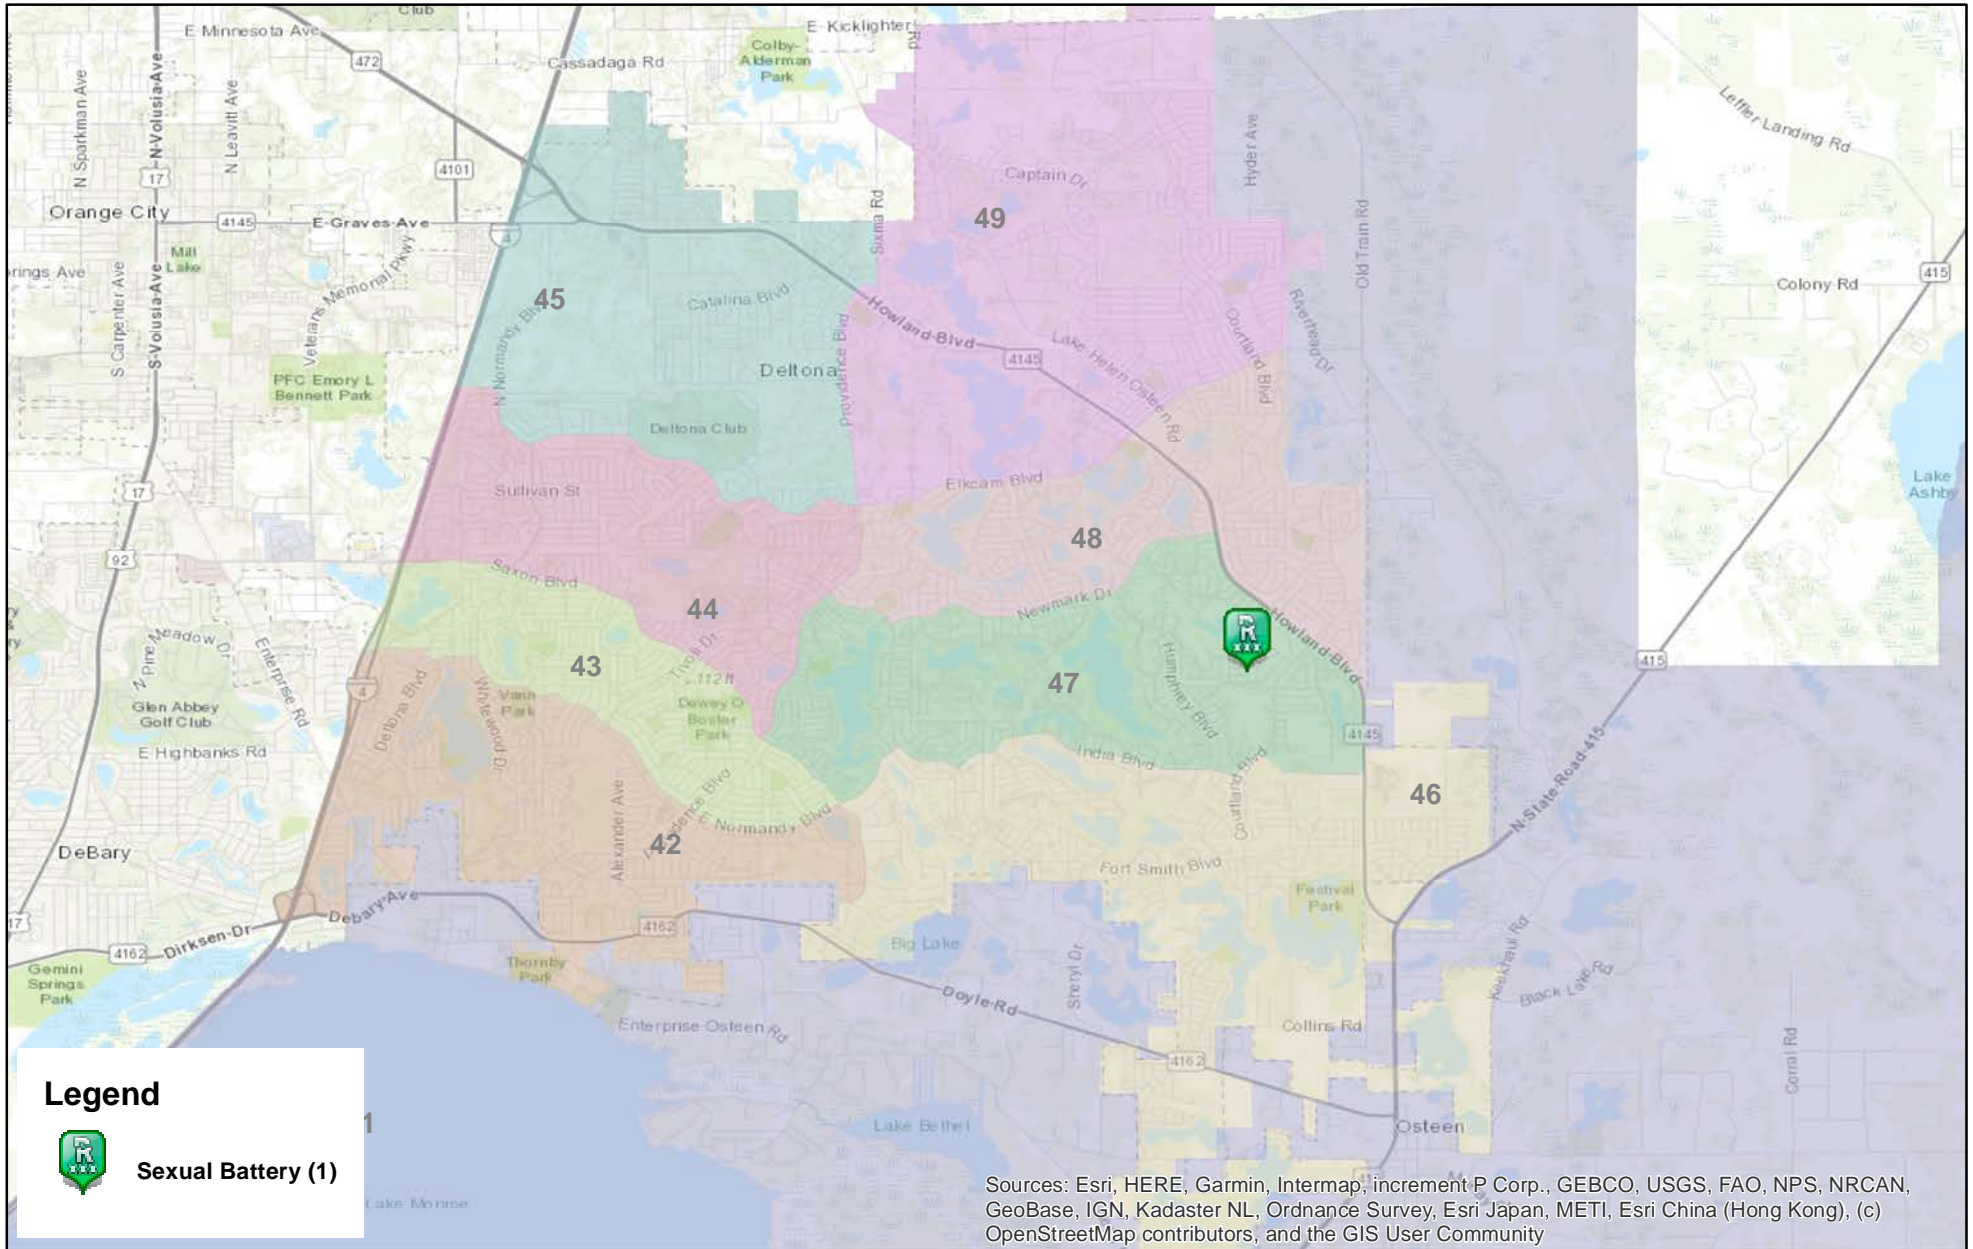 Club
E Minnesota Ave
E Kicklighter Rd
472
Cassadaga Rd
Colby-
Alderman
Park
N Sparkman Ave
N Volusia Ave
N Leavitt Ave
Leffler Landing Rd
Hyder Ave
4101
17
Captain Dr
Orange City
4145
E Graves Ave
4
Sixma Rd
49
Old Train Rd
Mill
Lake
rings Ave
S Carpenter Ave
S Volusia Ave
Veterans Memorial Pkwy
45
Catalina Blvd
Colony Rd
415
N Normandy Blvd
Providence Blvd
Howland Blvd
4145
Lake Helen Osteen Rd
Courtland Blvd
Riverhead Dr
Deltona
PFC Emory L
Bennett Park
Deltona Club
17
Sullivan St
Elkcam Blvd
Lake
Ashb
48
92
Saxon Blvd
44
Newmark Dr
Howland Blvd
N Pine Meadow Dr
Enterprise Rd
43
Tivoli Dr
112 ft
47
Humphrey Blvd
415
4
Deltona Blvd
Whitewood Dr
Vann
Park
Dewey O
Boster
Park
Glen Abbey
Golf Club
E Highbanks Rd
4145
India Blvd
Courtland Blvd
46
N State Road 415
Alexander Ave
E Normandy Blvd
42
DeBary
Fort Smith Blvd
Festival
Park
17
Debary Ave
4162
Dirksen Dr
4162
Big Lake
Sheryl Dr
Gemini
Springs
Park
Thornby
Park
Doyle Rd
Black Lake Rd
Enterprise Osteen Rd
Collins Rd
4162
Corral Rd
Legend
1
Lake Bethel
Osteen
Sexual Battery (1)
Lake Monroe
Sources: Esri, HERE, Garmin, Intermap, increment P Corp., GEBCO, USGS, FAO, NPS, NRCAN,
GeoBase, IGN, Kadaster NL, Ordnance Survey, Esri Japan, METI, Esri China (Hong Kong), (c)
OpenStreetMap contributors, and the GIS User Community